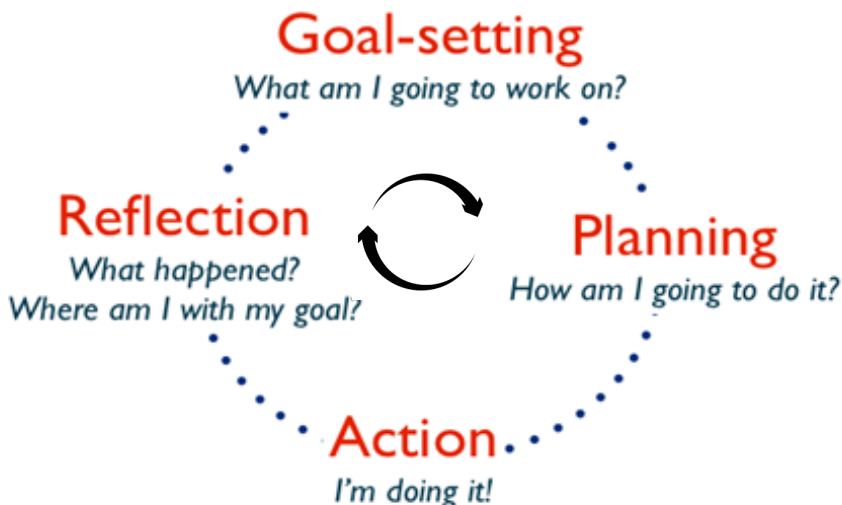 Goal-setting
What am I going to work on?
Reflection
What happened?
Where am I with my goal?
Planning
How am I going to do it?
Action
I'm doing it!